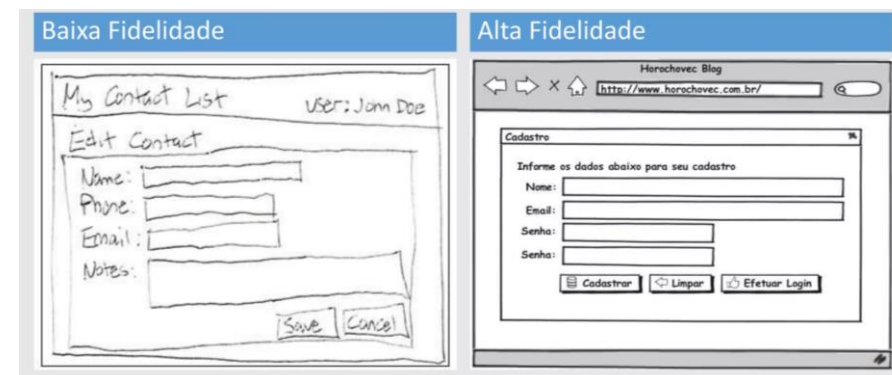 Baixa Fidelidade
My Contact List
User: John Doe
Edit Contact
Name:
Phone:
Email:
Notes:
Save
Cancel
Alta Fidelidade
Horochovec Blog
http://www.horochovec.com.br/
Cadastro
Informe os dados abaixo para seu cadastro
Nome:
Email:
Senha:
Senha:
Cadastrar
Limpar
Efetuar Login